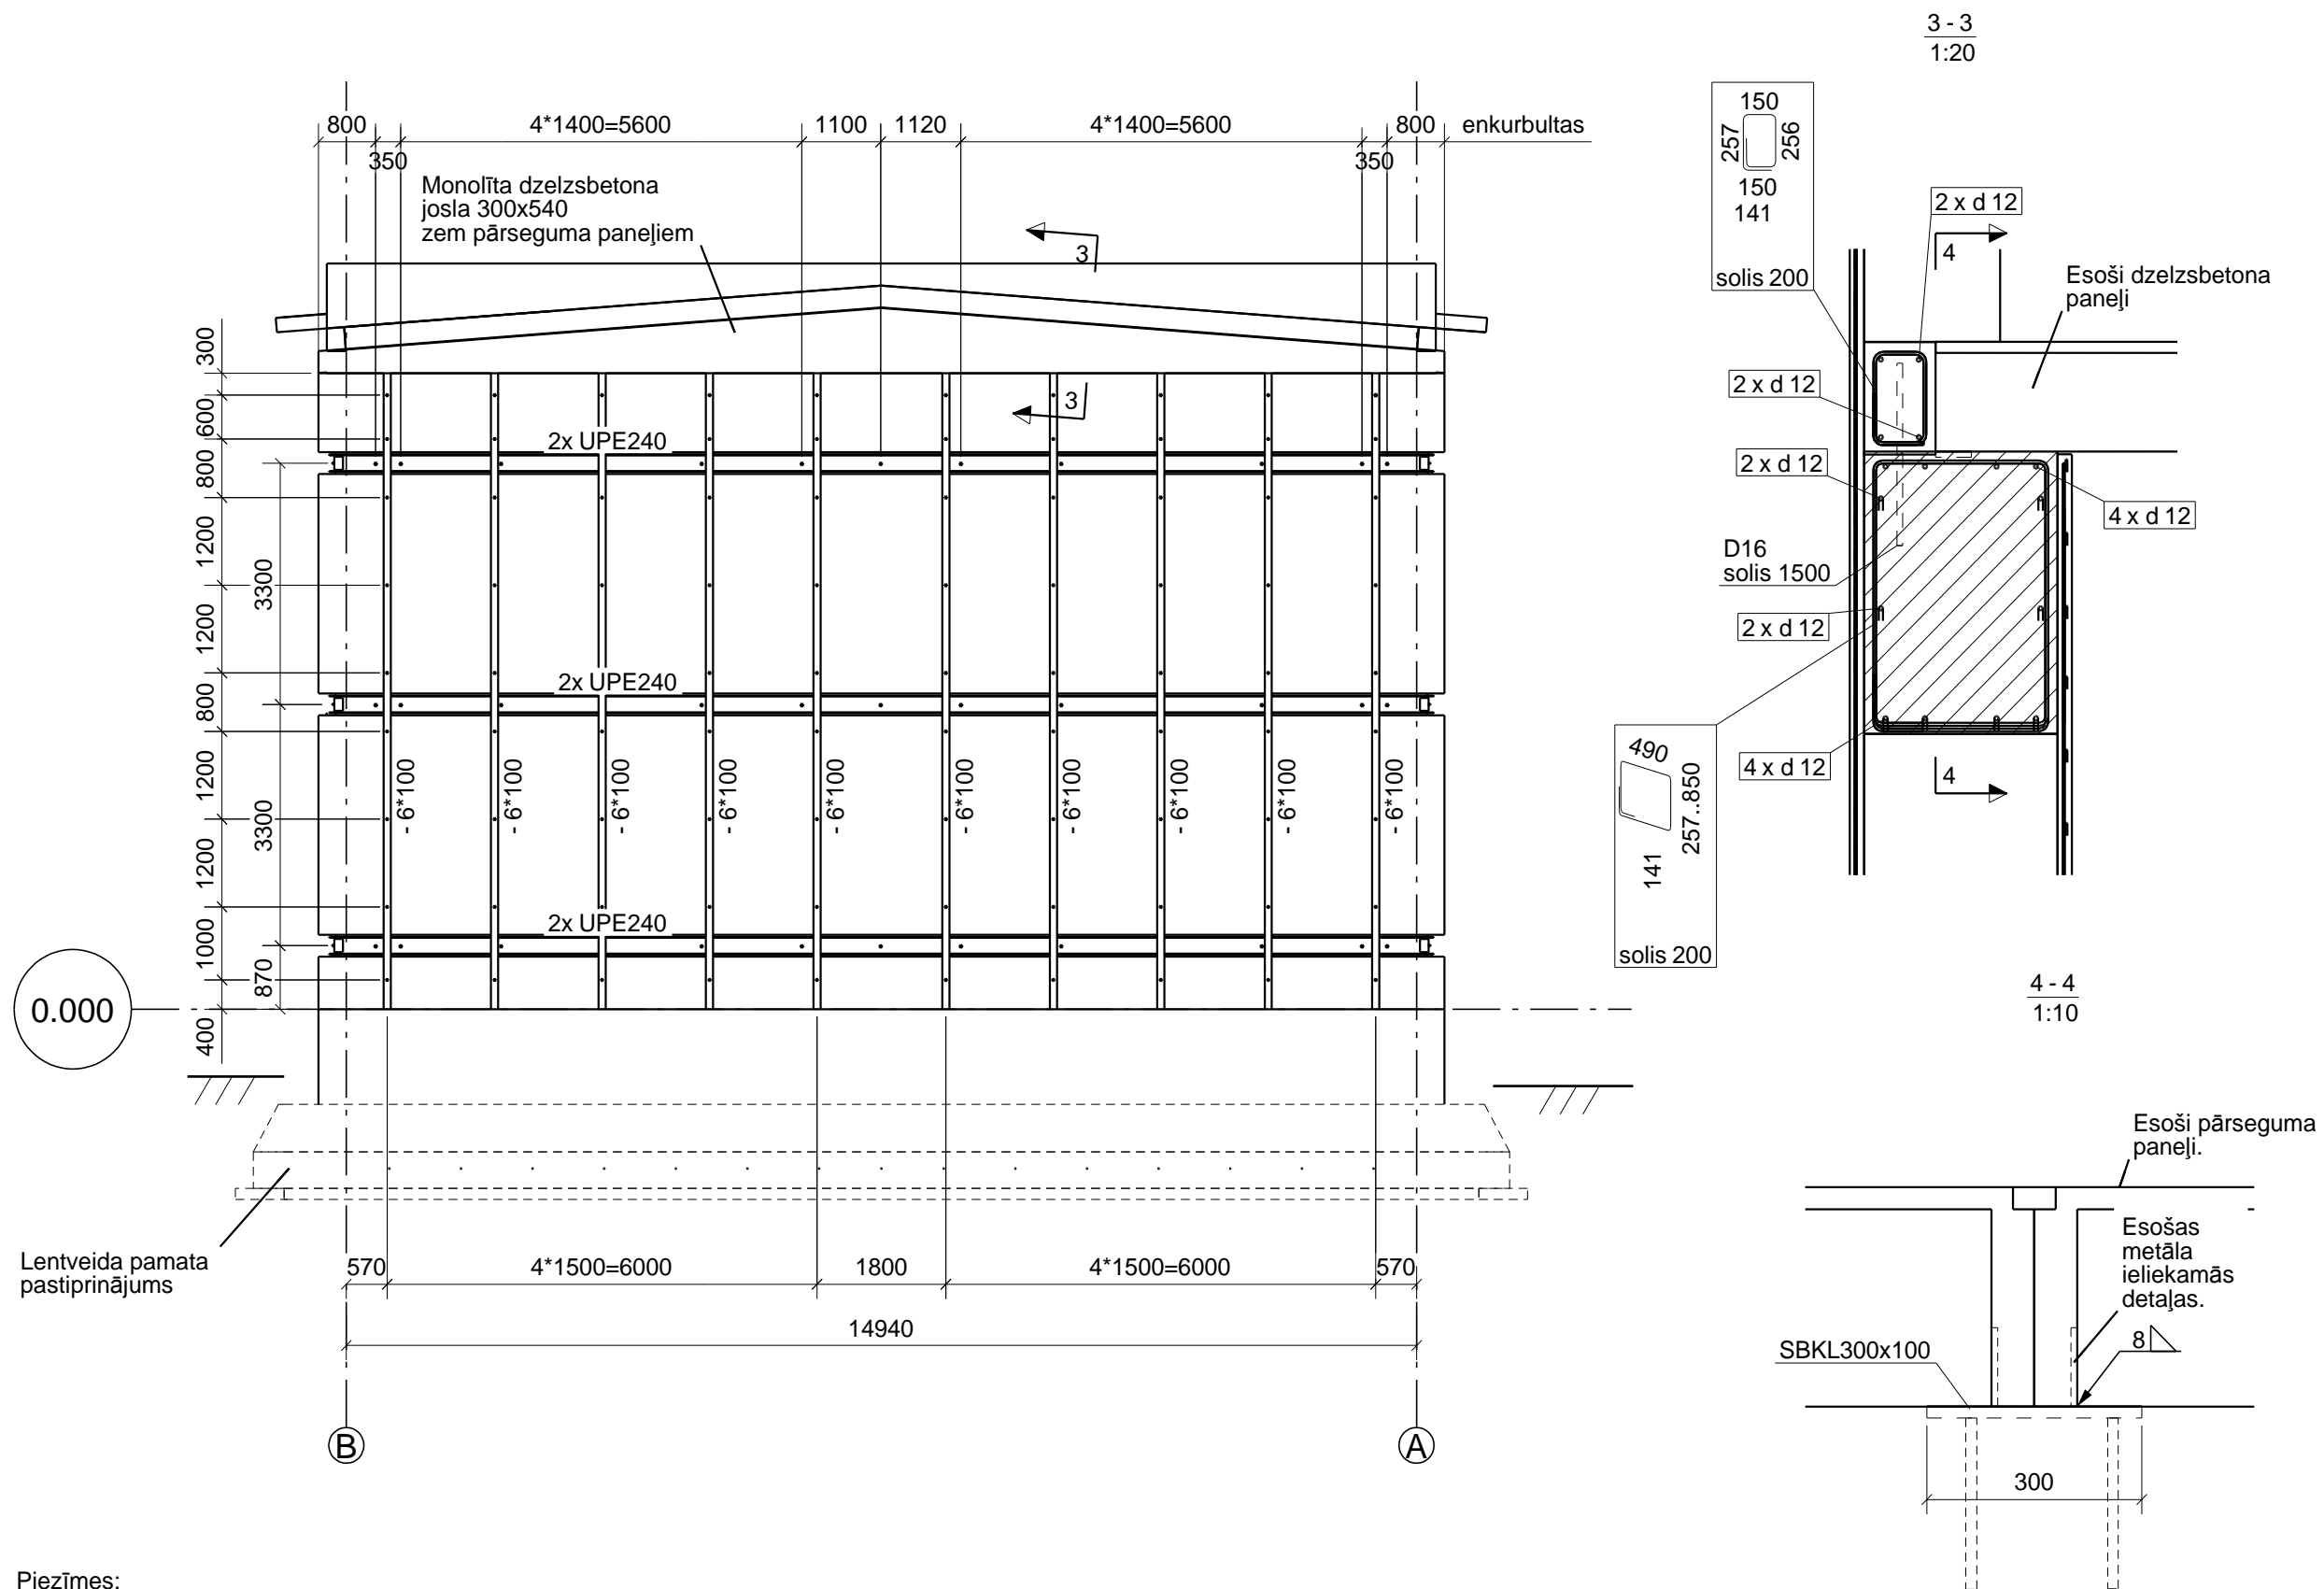 3 - 3
1:20
800
4*1400=5600
1100
1120
4*1400=5600
800
enkurbultas
350
350
Monolīta dzelzsbetona
josla 300x540
zem pārseguma paneļiem
3
3
150
257
256
150
141
solis 200
2 x d 12
4
Esoši dzelzsbetona
paneļi
2 x d 12
2 x d 12
4 x d 12
D16
solis 1500
2 x d 12
4 x d 12
4
490
257..850
141
solis 200
300
600
800
1200
1200
800
1200
1200
1000
400
3300
3300
870
2x UPE240
2x UPE240
2x UPE240
- 6*100
- 6*100
- 6*100
- 6*100
- 6*100
- 6*100
- 6*100
- 6*100
- 6*100
- 6*100
0.000
4 - 4
1:10
Lentveida pamata
pastiprinājums
570
4*1500=6000
1800
4*1500=6000
570
14940
B
A
Esoši pārseguma
paneļi.
Esošas
metāla
ieliekamās
detaļas.
8
SBKL300x100
300
Piezīmes: